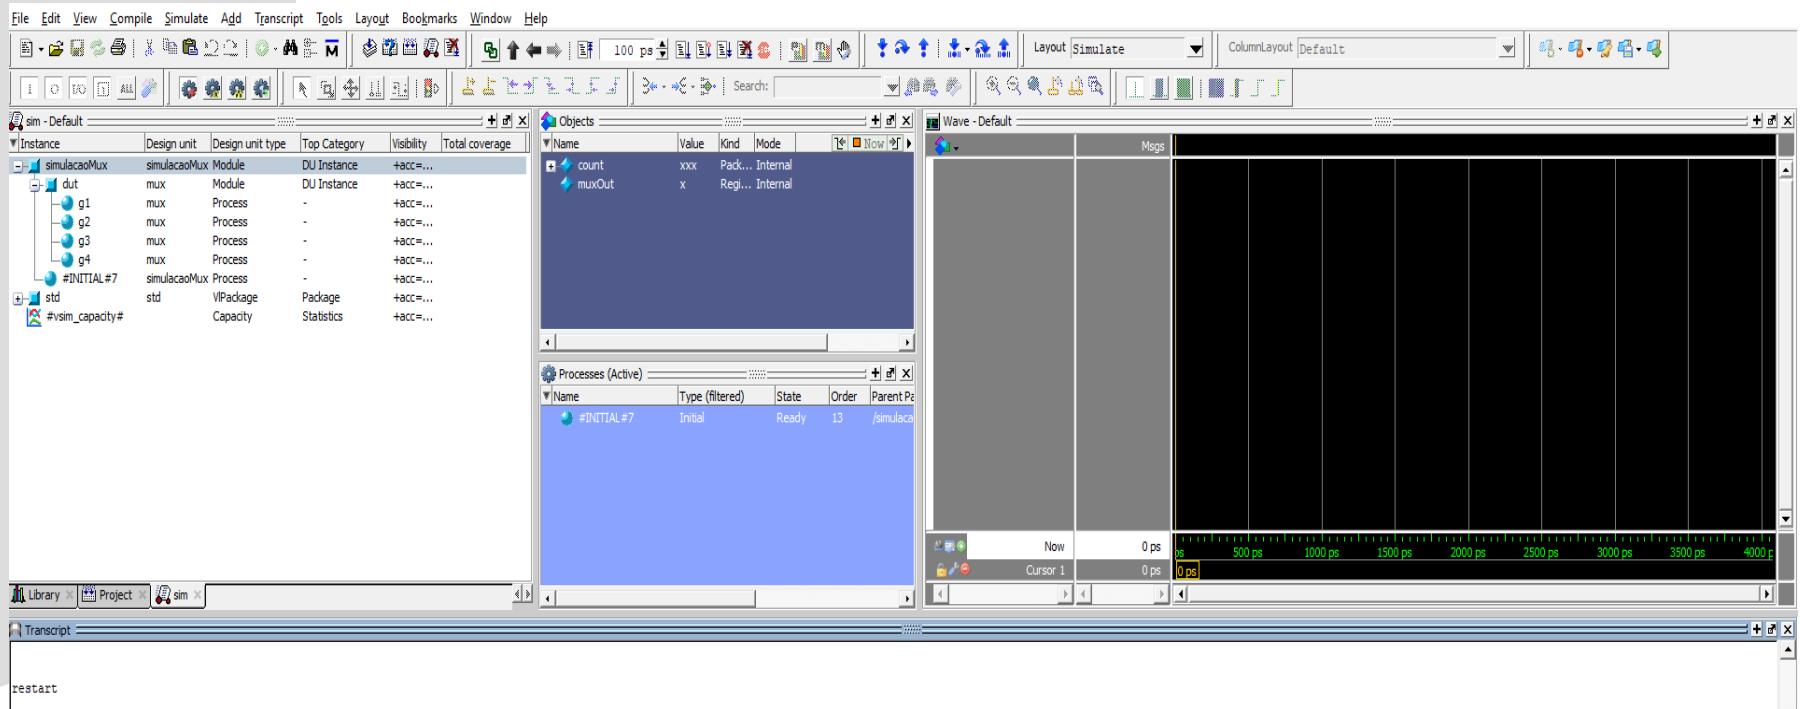 File Edit View Compile Simulate Add Transcript Tools Layout Bookmarks Window Help
100 ps Layout Simulate ColumnLayout Default
Search:
sim - Default
Instance Design unit Design unit type Top Category Visibility Total coverage
simulacaoMux simulacaoMux Module DU Instance +acc=...
dut mux Module DU Instance +acc=...
g1 mux Process - +acc=...
g2 mux Process - +acc=...
g3 mux Process - +acc=...
g4 mux Process - +acc=...
#INITIAL#7 simulacaoMux Process - +acc=...
std std VlPackage Package +acc=...
#vsim_capacity# Capacity Statistics +acc=...
Library Project sim
Objects
Name Value Kind Mode Now
count xxx Pack... Internal
muxOut x Regi... Internal
Processes (Active)
Name Type (filtered) State Order Parent Pa
#INITIAL#7 Initial Ready 13 /simulaca
Wave - Default
Msgs
Now 0 ps
Cursor 1 0 ps
ps 500 ps 1000 ps 1500 ps 2000 ps 2500 ps 3000 ps 3500 ps 4000 p
0 ps
Transcript
restart